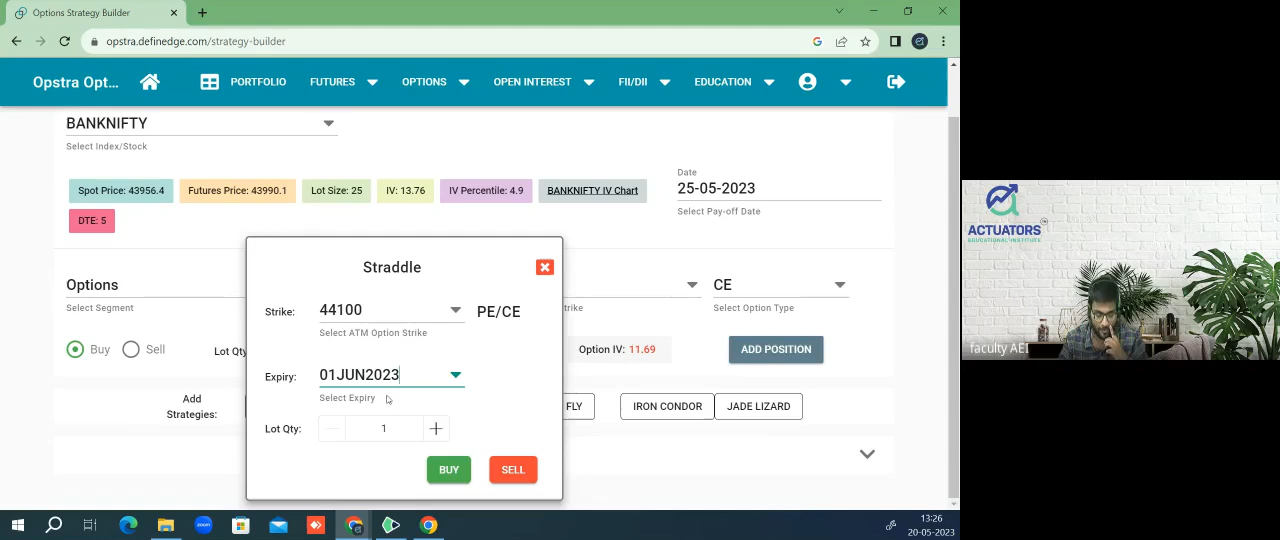 Options Strategy Builder
opstra.definedge.com/strategy-builder
Opstra Opt... PORTFOLIO FUTURES OPTIONS OPEN INTEREST FII/DII EDUCATION
BANKNIFTY
Select Index/Stock
Spot Price: 43956.4 Futures Price: 43990.1 Lot Size: 25 IV: 13.76 IV Percentile: 4.9 BANKNIFTY IV Chart
DTE: 5
Date
25-05-2023
Select Pay-off Date
Straddle
Strike: 44100 PE/CE
Select ATM Option Strike
Expiry: 01JUN2023
Select Expiry
Lot Qty: 1
BUY SELL
Options
Select Segment
trike
CE
Select Option Type
Buy Sell Lot Qty
Option IV: 11.69 ADD POSITION
Add
Strategies:
FLY IRON CONDOR JADE LIZARD
ACTUATORS
EDUCATIONAL INSTITUTE
faculty AEI
zoom
13:26
20-05-2023